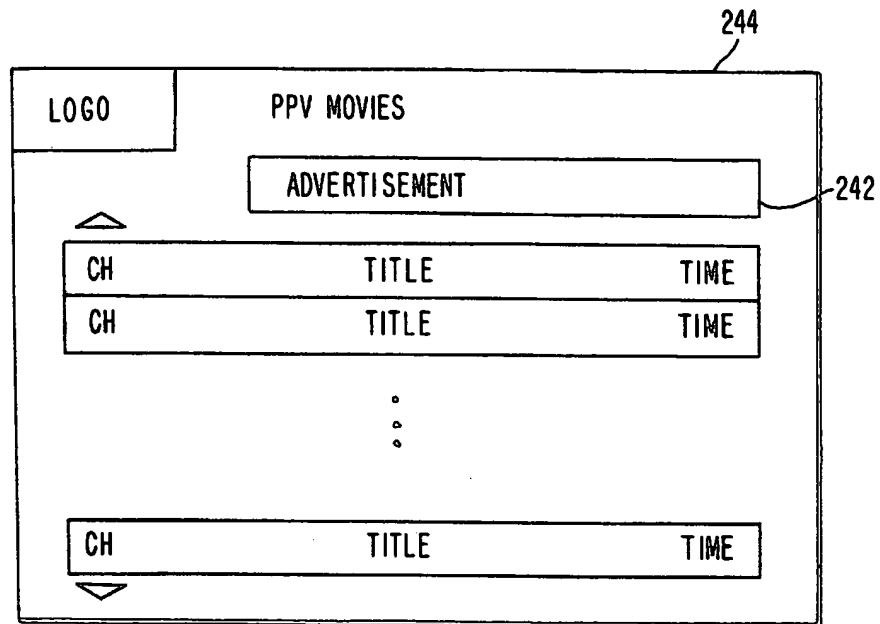 244
LOGO PPV MOVIES
ADVERTISEMENT
242
CH TITLE TIME
CH TITLE TIME
CH TITLE TIME